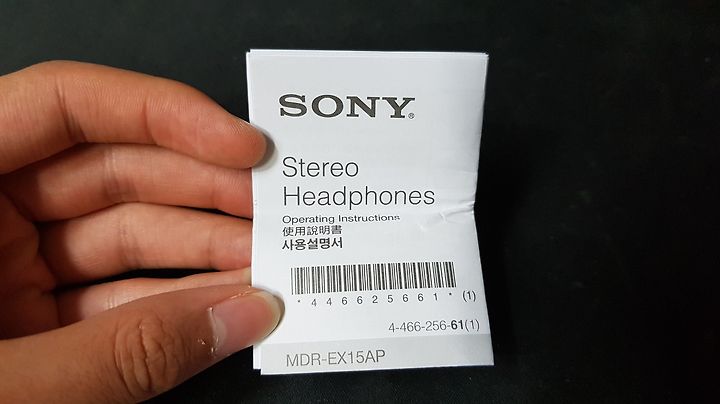 SONY®
Stereo
Headphones
Operating Instructions
使用說明書
사용설명서
*4466256661*(1)
4-466-256-61(1)
MDR-EX15AP